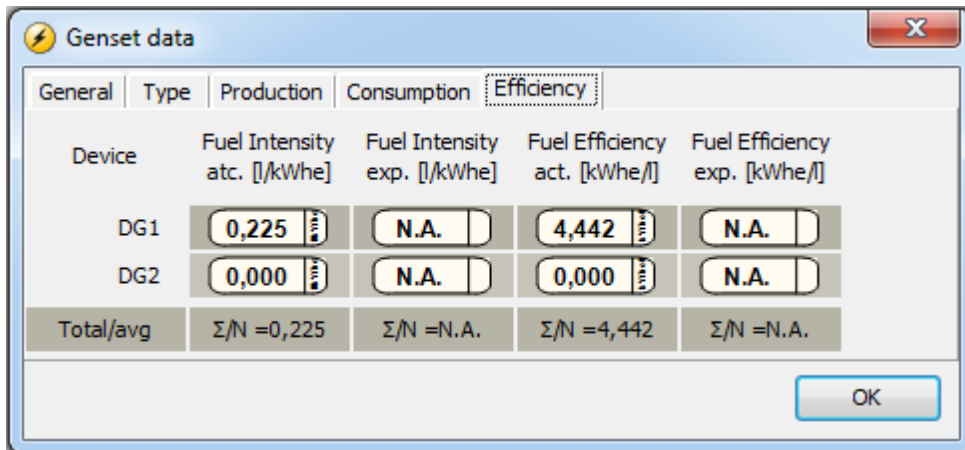 Genset data
General Type Production Consumption Efficiency
Device Fuel Intensity Fuel Intensity Fuel Efficiency Fuel Efficiency
atc. [l/kWhe] exp. [l/kWhe] act. [kWhe/l] exp. [kWhe/l]
DG1 0,225 N.A. 4,442 N.A.
DG2 0,000 N.A. 0,000 N.A.
Total/avg Σ/N =0,225 Σ/N =N.A. Σ/N =4,442 Σ/N =N.A.
OK